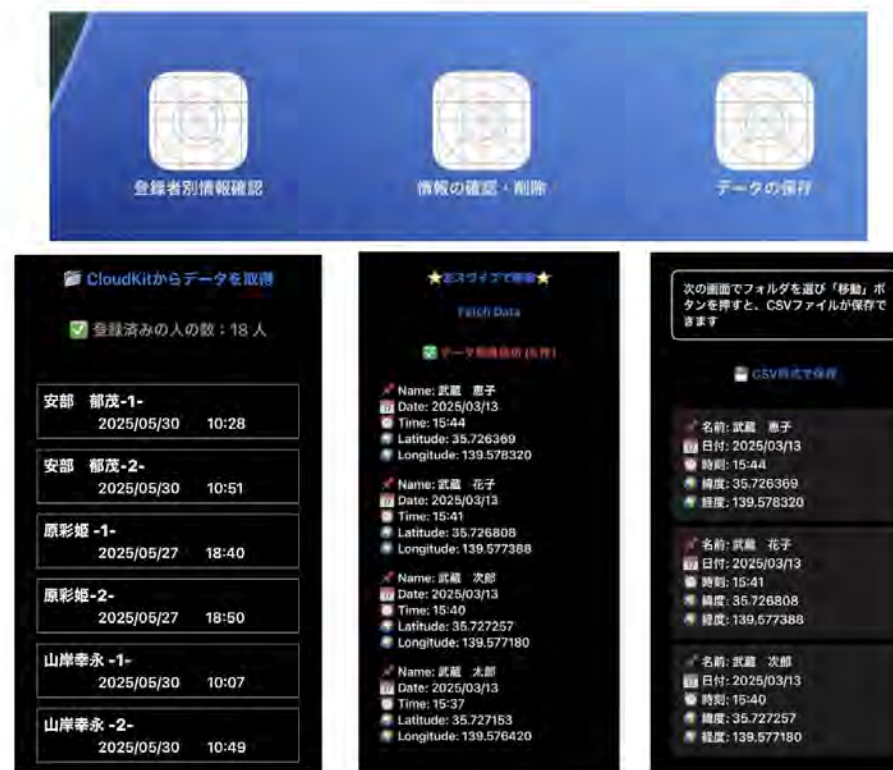 登録者別情報確認
情報の確認・削除
データの保存
CloudKitからデータを取得
登録済みの人の数：18 人
安部　郁茂-1-
2025/05/30 10:28
安部　郁茂-2-
2025/05/30 10:51
原彩姫 -1-
2025/05/27 18:40
原彩姫-2-
2025/05/27 18:50
山岸幸永 -1-
2025/05/30 10:07
山岸幸永 -2-
2025/05/30 10:49
Fetch Data
Name: 武蔵　恵子
Date: 2025/03/13
Time: 15:44
Latitude: 35.726369
Longitude: 139.578320
Name: 武蔵　花子
Date: 2025/03/13
Time: 15:41
Latitude: 35.726808
Longitude: 139.577388
Name: 武蔵　次郎
Date: 2025/03/13
Time: 15:40
Latitude: 35.727257
Longitude: 139.577180
Name: 武蔵　太郎
Date: 2025/03/13
Time: 15:37
Latitude: 35.727153
Longitude: 139.576420
次の画面でフォルダを選び「移動」ボ
タンを押すと、CSVファイルが保存で
きます
CSV形式で保存
名前: 武蔵　恵子
日付: 2025/03/13
時刻: 15:44
緯度: 35.726369
経度: 139.578320
名前: 武蔵　花子
日付: 2025/03/13
時刻: 15:41
緯度: 35.726808
経度: 139.577388
名前: 武蔵　次郎
日付: 2025/03/13
時刻: 15:40
緯度: 35.727257
経度: 139.577180